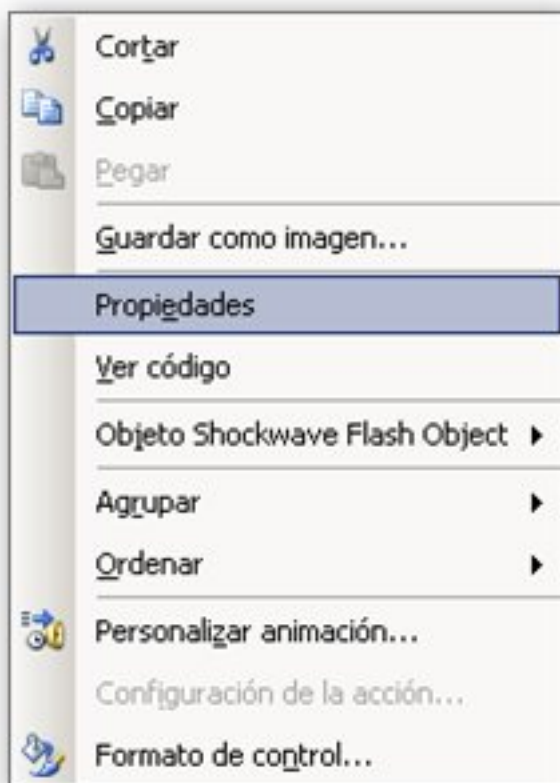 Cortar
Copiar
Pegar
Guardar como imagen...
Propiedades
Ver código
Objeto Shockwave Flash Object
Agrupar
Ordenar
Personalizar animación...
Configuración de la acción...
Formato de control...